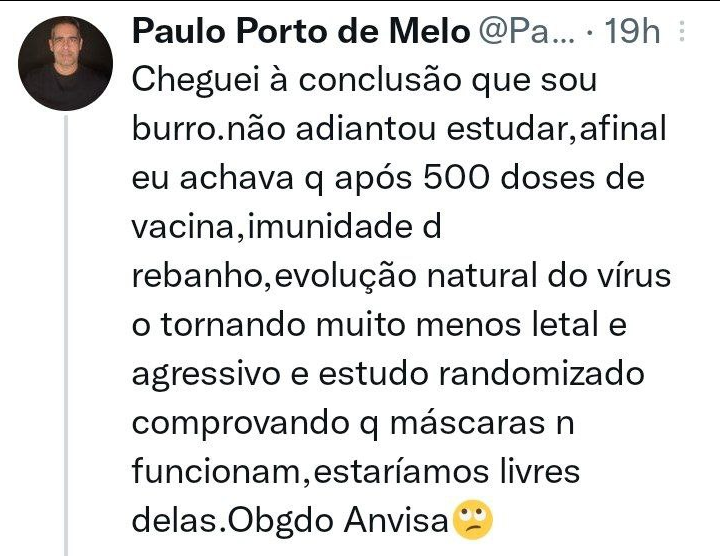 Paulo Porto de Melo @Pa... · 19h
Cheguei à conclusão que sou
burro.não adiantou estudar,afinal
eu achava q após 500 doses de
vacina,imunidade d
rebanho,evolução natural do vírus
o tornando muito menos letal e
agressivo e estudo randomizado
comprovando q máscaras n
funcionam,estaríamos livres
delas.Obgdo Anvisa🙄